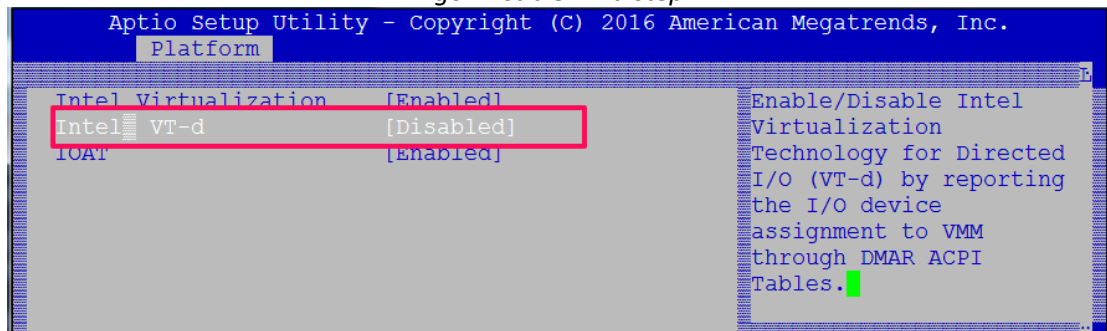 Aptio Setup Utility - Copyright (C) 2016 American Megatrends, Inc.
Platform
Intel Virtualization [Enabled]
Intel VT-d [Disabled]
IOAT [Enabled]
Enable/Disable Intel
Virtualization
Technology for Directed
I/O (VT-d) by reporting
the I/O device
assignment to VMM
through DMAR ACPI
Tables.